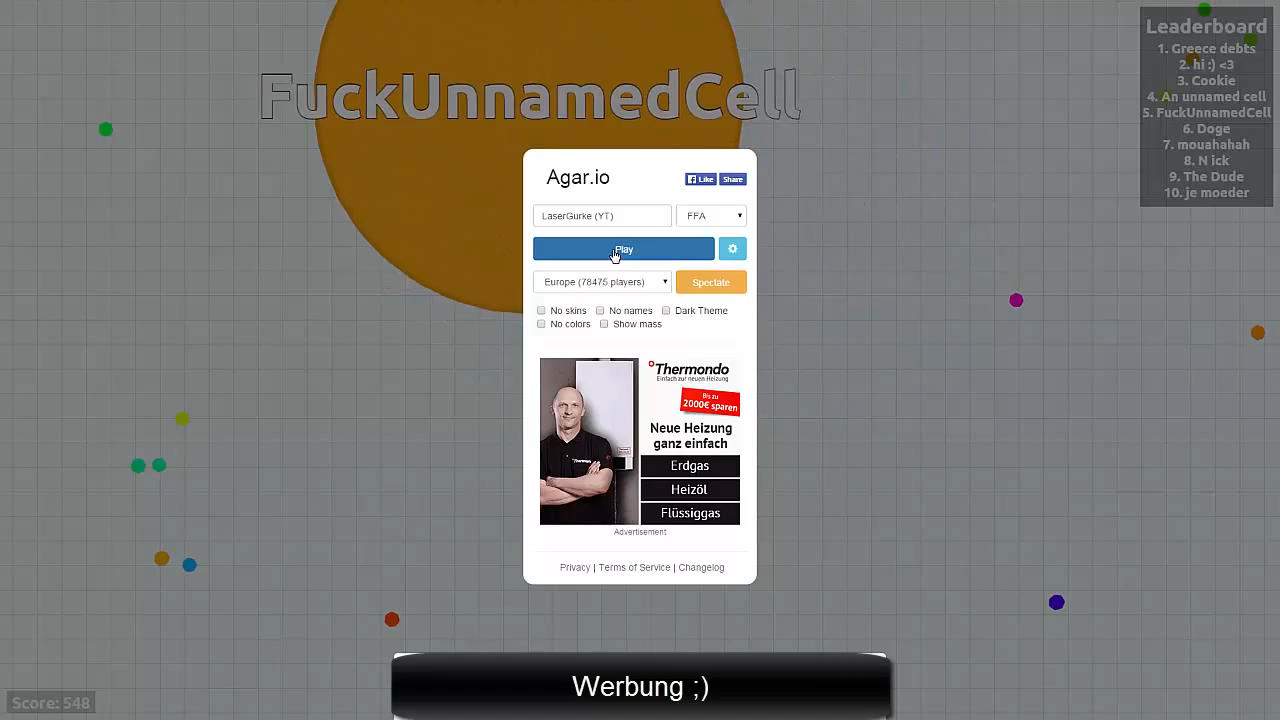 FuckUnnamedCell
Leaderboard
1. Greece debts
2. hi :) <3
3. Cookie
4. An unnamed cell
5. FuckUnnamedCell
6. Doge
7. mouahahah
8. N ick
9. The Dude
10. je moeder
Agar.io
Like Share
LaserGurke (YT) FFA
Play
Europe (78475 players) Spectate
No skins No names Dark Theme
No colors Show mass
Thermondo
Einfach zur neuen Heizung
Bis zu
2000€ sparen
Neue Heizung
ganz einfach
Erdgas
Heizöl
Flüssiggas
Advertisement
Privacy | Terms of Service | Changelog
Werbung ;)
Score: 548